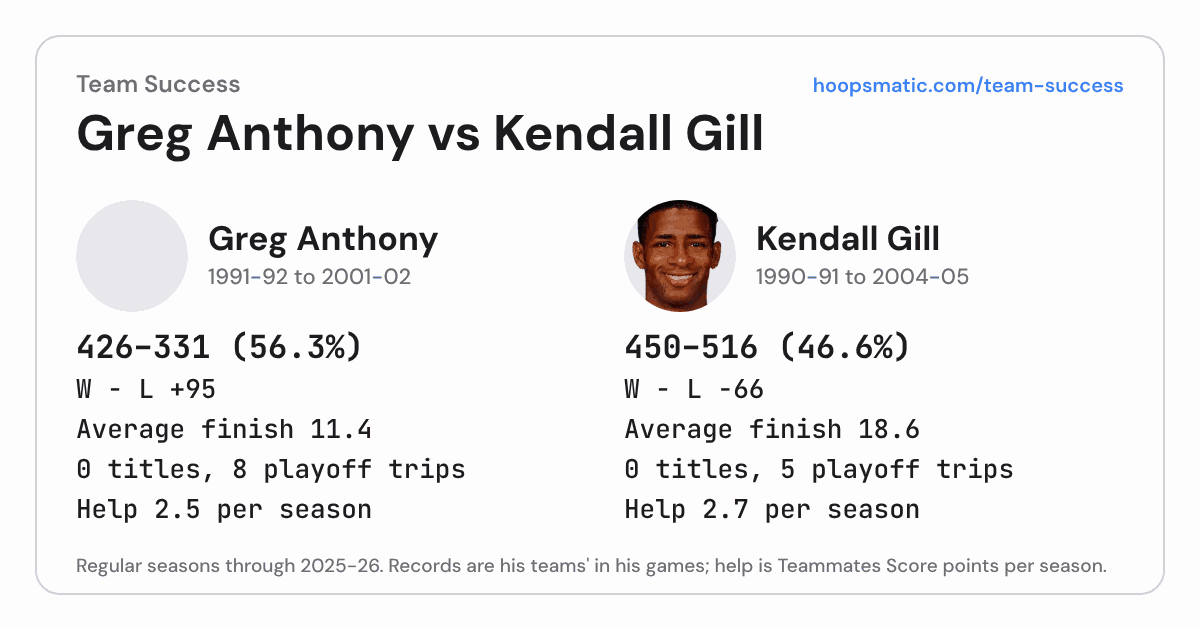 Team Success
hoopsmatic.com/team-success
Greg Anthony vs Kendall Gill
Greg Anthony
1991-92 to 2001-02
426-331 (56.3%)
W - L +95
Average finish 11.4
0 titles, 8 playoff trips
Help 2.5 per season
Kendall Gill
1990-91 to 2004-05
450-516 (46.6%)
W - L -66
Average finish 18.6
0 titles, 5 playoff trips
Help 2.7 per season
Regular seasons through 2025-26. Records are his teams' in his games; help is Teammates Score points per season.